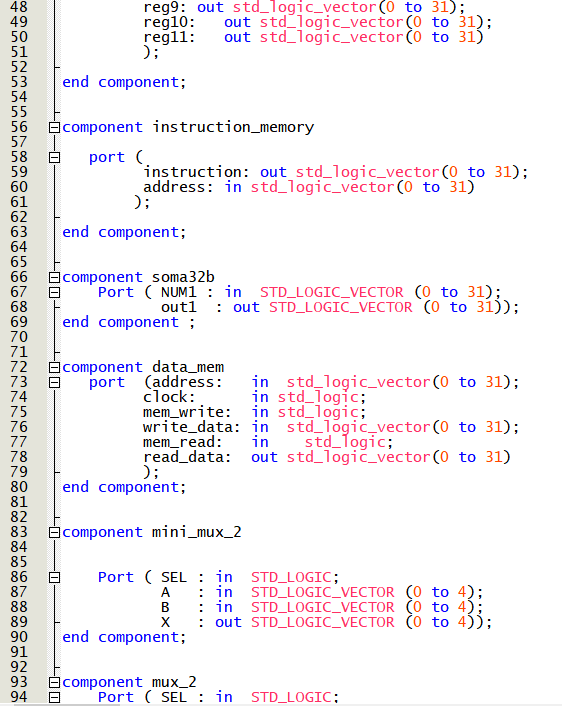 48 reg9: out std_logic_vector(0 to 31);
49 reg10:   out std_logic_vector(0 to 31);
50 reg11:   out std_logic_vector(0 to 31)
51 );
52
53 end component;
54
55
56 component instruction_memory
57
58 port (
59 instruction: out std_logic_vector(0 to 31);
60 address: in std_logic_vector(0 to 31)
61 );
62
63 end component;
64
65
66 component soma32b
67 Port ( NUM1 : in  STD_LOGIC_VECTOR (0 to 31);
68 out1  : out STD_LOGIC_VECTOR (0 to 31));
69 end component ;
70
71
72 component data_mem
73 port  (address:   in  std_logic_vector(0 to 31);
74 clock:      in std_logic;
75 mem_write:  in std_logic;
76 write_data: in  std_logic_vector(0 to 31);
77 mem_read:   in    std_logic;
78 read_data:  out std_logic_vector(0 to 31)
79 );
80 end component;
81
82
83 component mini_mux_2
84
85
86 Port ( SEL : in  STD_LOGIC;
87 A   : in  STD_LOGIC_VECTOR (0 to 4);
88 B   : in  STD_LOGIC_VECTOR (0 to 4);
89 X   : out STD_LOGIC_VECTOR (0 to 4));
90 end component;
91
92
93 component mux_2
94 Port ( SEL : in  STD_LOGIC;